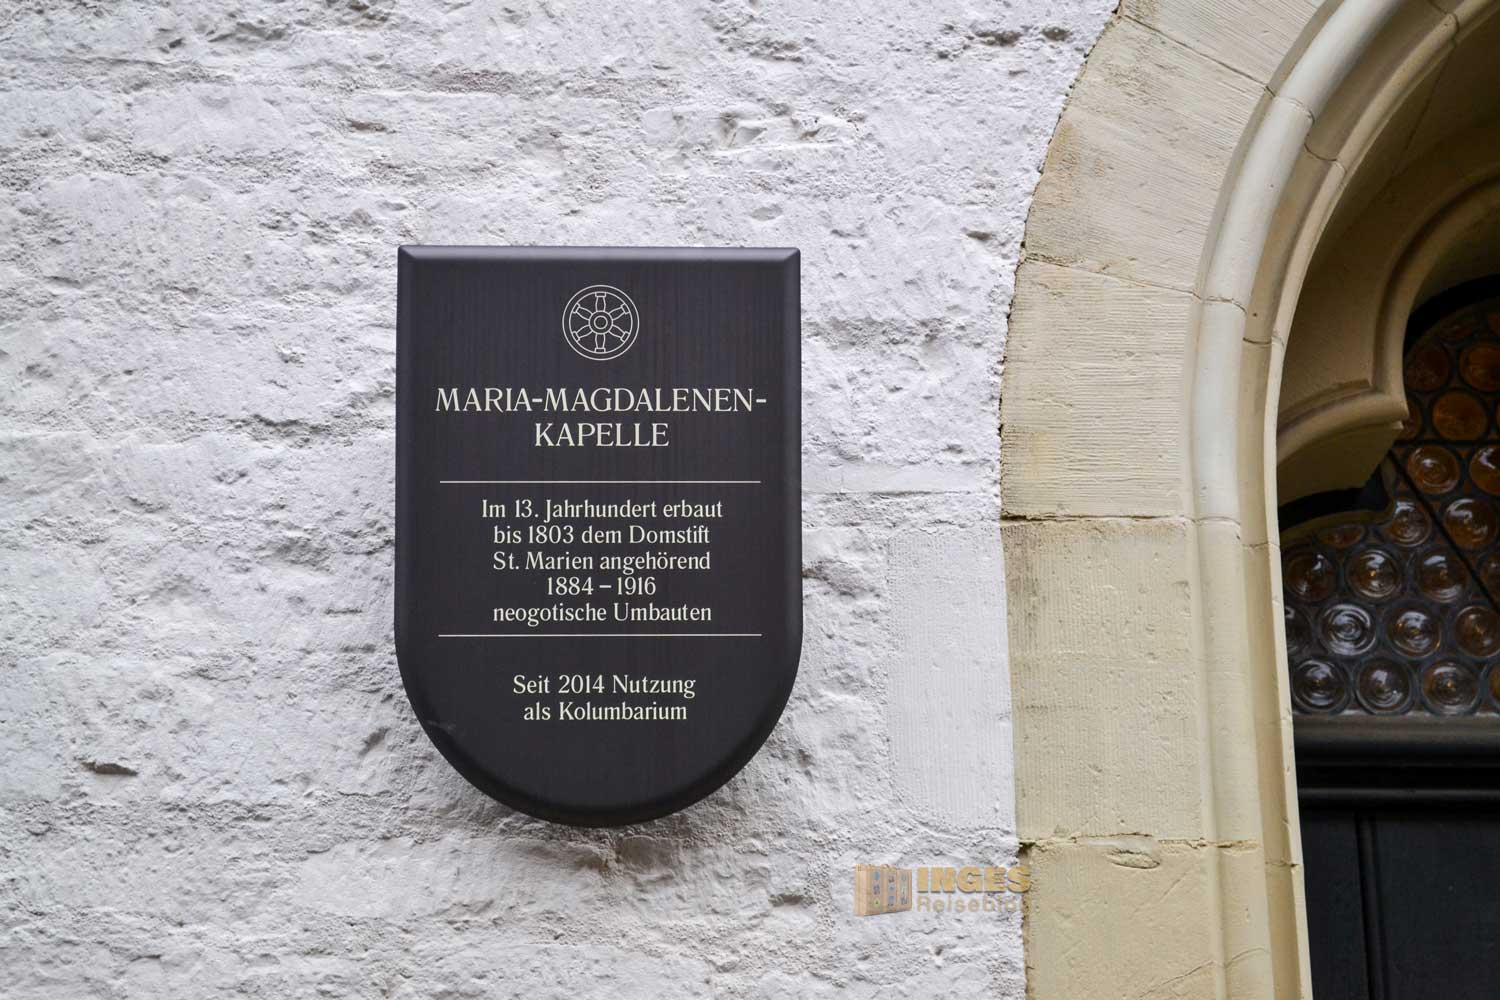 MARIA-MAGDALENEN-
KAPELLE
Im 13. Jahrhundert erbaut
bis 1803 dem Domstift
St. Marien angehörend
1884 – 1916
neogotische Umbauten
Seit 2014 Nutzung
als Kolumbarium
INGES
Reiseblog